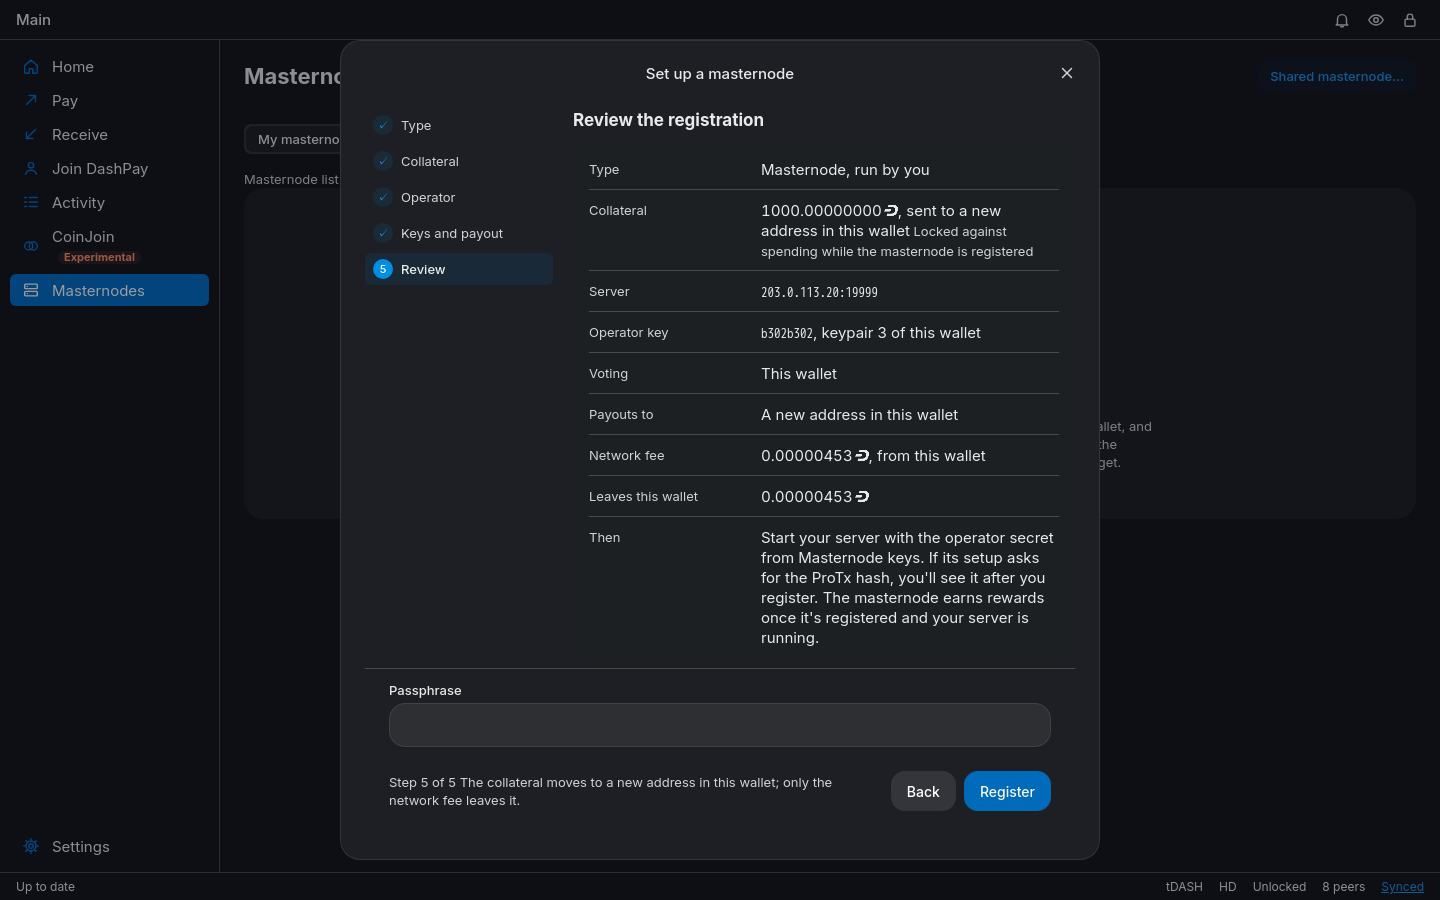 Main
Home
Pay
Receive
Join DashPay
Activity
CoinJoin
Experimental
Masternodes
Settings
My masterno
Masternode list
Shared masternode...
allet, and
the
get.
Set up a masternode
✓ Type
✓ Collateral
✓ Operator
✓ Keys and payout
5 Review
Review the registration
Type Masternode, run by you
Collateral 1000.00000000, sent to a new
address in this wallet Locked against
spending while the masternode is registered
Server 203.0.113.20:19999
Operator key b302b302, keypair 3 of this wallet
Voting This wallet
Payouts to A new address in this wallet
Network fee 0.00000453, from this wallet
Leaves this wallet 0.00000453
Then Start your server with the operator secret
from Masternode keys. If its setup asks
for the ProTx hash, you'll see it after you
register. The masternode earns rewards
once it's registered and your server is
running.
Passphrase
Step 5 of 5 The collateral moves to a new address in this wallet; only the
network fee leaves it.
Back
Register
Up to date
tDASH HD Unlocked 8 peers Synced